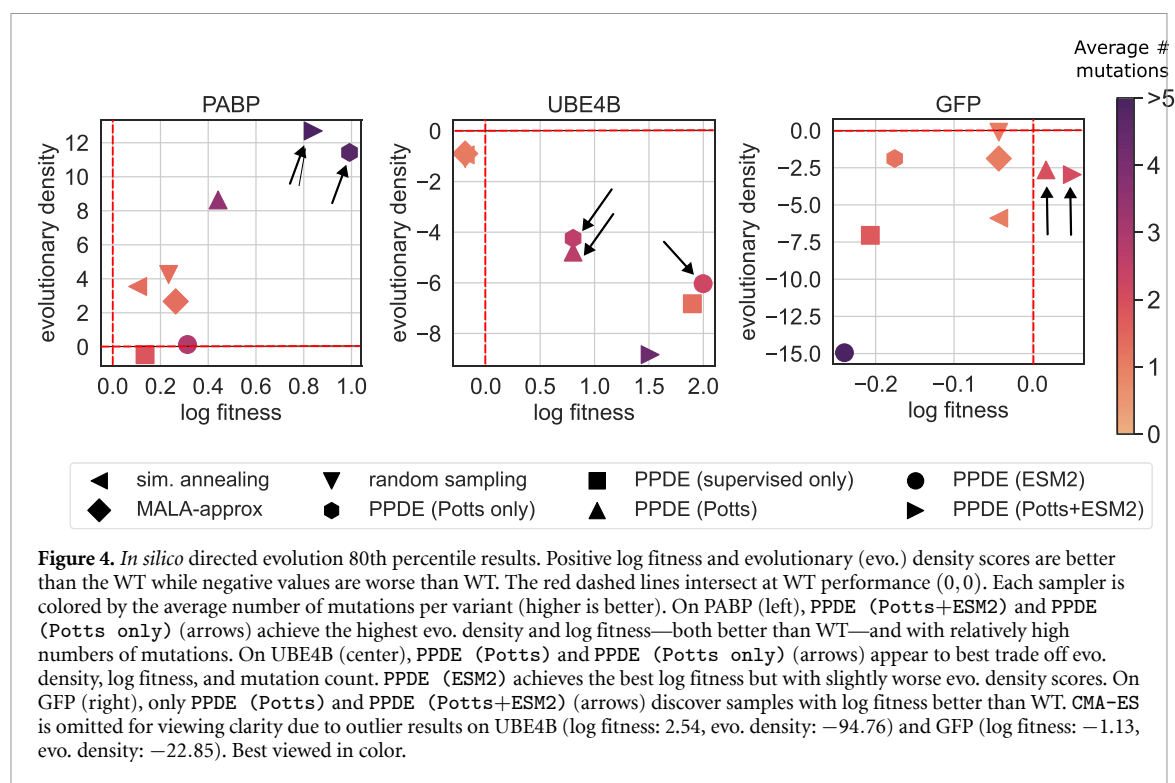 Average #
mutations
PABP
UBE4B
GFP
evolutionary density
12
10
8
6
4
2
0
0.0 0.2 0.4 0.6 0.8 1.0
log fitness
evolutionary density
0
−2
−4
−6
−8
0.0 0.5 1.0 1.5 2.0
log fitness
evolutionary density
0.0
−2.5
−5.0
−7.5
−10.0
−12.5
−15.0
−0.2 −0.1 0.0
log fitness
>5
4
3
2
1
0
sim. annealing random sampling PPDE (supervised only) PPDE (ESM2)
MALA-approx PPDE (Potts only) PPDE (Potts) PPDE (Potts+ESM2)
Figure 4. In silico directed evolution 80th percentile results. Positive log fitness and evolutionary (evo.) density scores are better
than the WT while negative values are worse than WT. The red dashed lines intersect at WT performance (0, 0). Each sampler is
colored by the average number of mutations per variant (higher is better). On PABP (left), PPDE (Potts+ESM2) and PPDE
(Potts only) (arrows) achieve the highest evo. density and log fitness—both better than WT—and with relatively high
numbers of mutations. On UBE4B (center), PPDE (Potts) and PPDE (Potts only) (arrows) appear to best trade off evo.
density, log fitness, and mutation count. PPDE (ESM2) achieves the best log fitness but with slightly worse evo. density scores. On
GFP (right), only PPDE (Potts) and PPDE (Potts+ESM2) (arrows) discover samples with log fitness better than WT. CMA-ES
is omitted for viewing clarity due to outlier results on UBE4B (log fitness: 2.54, evo. density: −94.76) and GFP (log fitness: −1.13,
evo. density: −22.85). Best viewed in color.